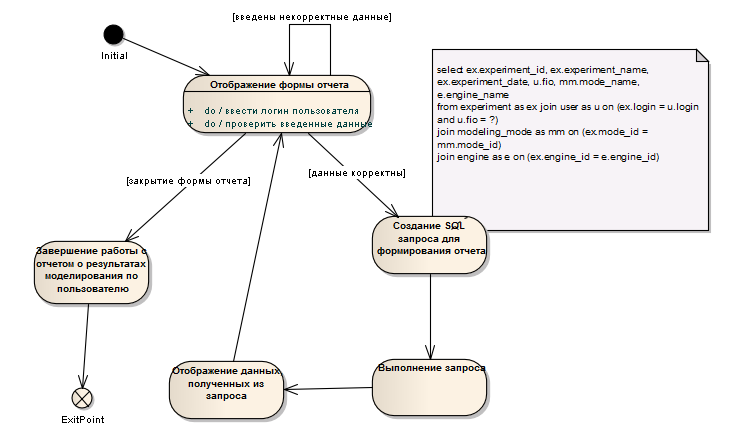 [введены некорректные данные]
Initial
Отображение формы отчета
+ do / ввести логин пользователя
+ do / проверить введенные данные
select ex.experiment_id, ex.experiment_name,
ex.experiment_date, u.fio, mm.mode_name,
e.engine_name
from experiment as ex join user as u on (ex.login = u.login
and u.fio = ?)
join modeling_mode as mm on (ex.mode_id =
mm.mode_id)
join engine as e on (ex.engine_id = e.engine_id)
[закрытие формы отчета]
[данные корректны]
Создание SQL
запроса для
формирования отчета
Завершение работы с
отчетом о результатах
моделирования по
пользователю
Отображение данных,
полученных из
запроса
Выполнение запроса
ExitPoint